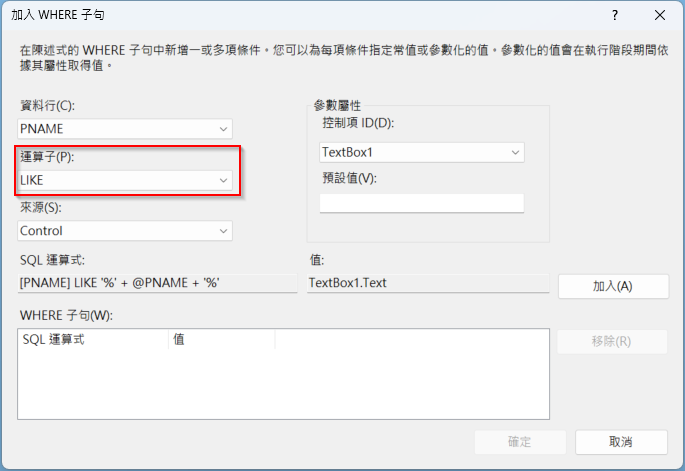 加入 WHERE 子句
在陳述式的 WHERE 子句中新增一或多項條件。您可以為每項條件指定常值或參數化的值。參數化的值會在執行階段期間依
據其屬性取得值。
資料行(C):
PNAME
運算子(P):
LIKE
來源(S):
Control
參數屬性
控制項 ID(D):
TextBox1
預設值(V):
SQL 運算式:
[PNAME] LIKE '%' + @PNAME + '%'
值:
TextBox1.Text
加入(A)
WHERE 子句(W):
SQL 運算式 值
移除(R)
確定 取消